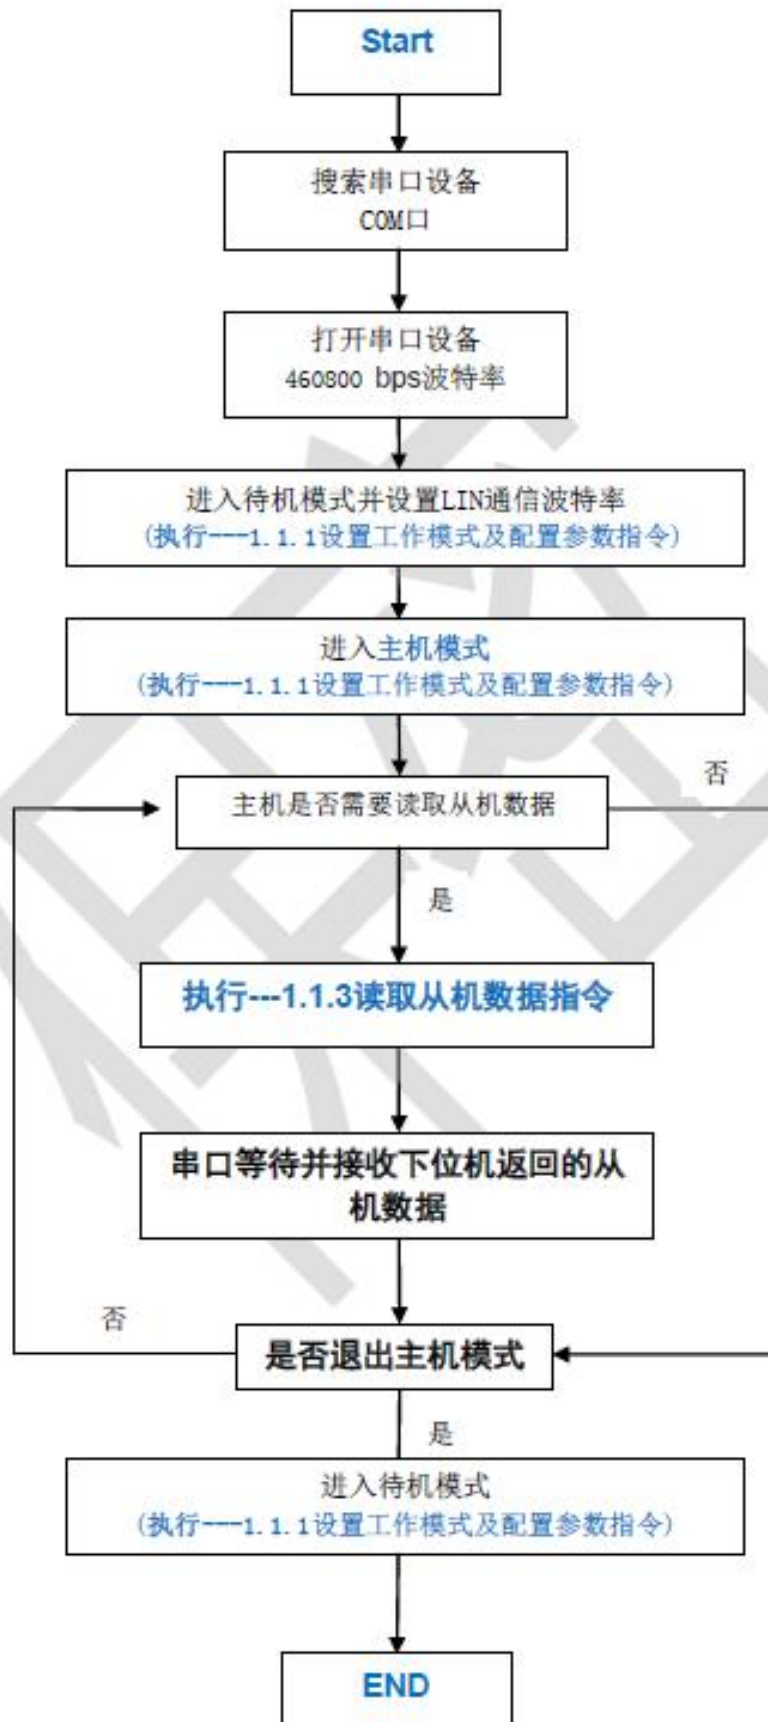 Start
搜索串口设备
COM口
打开串口设备
460800 bps波特率
进入待机模式并设置LIN通信波特率
(执行---1.1.1设置工作模式及配置参数指令)
进入主机模式
(执行---1.1.1设置工作模式及配置参数指令)
否
主机是否需要读取从机数据
是
执行---1.1.3读取从机数据指令
串口等待并接收下位机返回的从
机数据
否
是否退出主机模式
是
进入待机模式
(执行---1.1.1设置工作模式及配置参数指令)
END